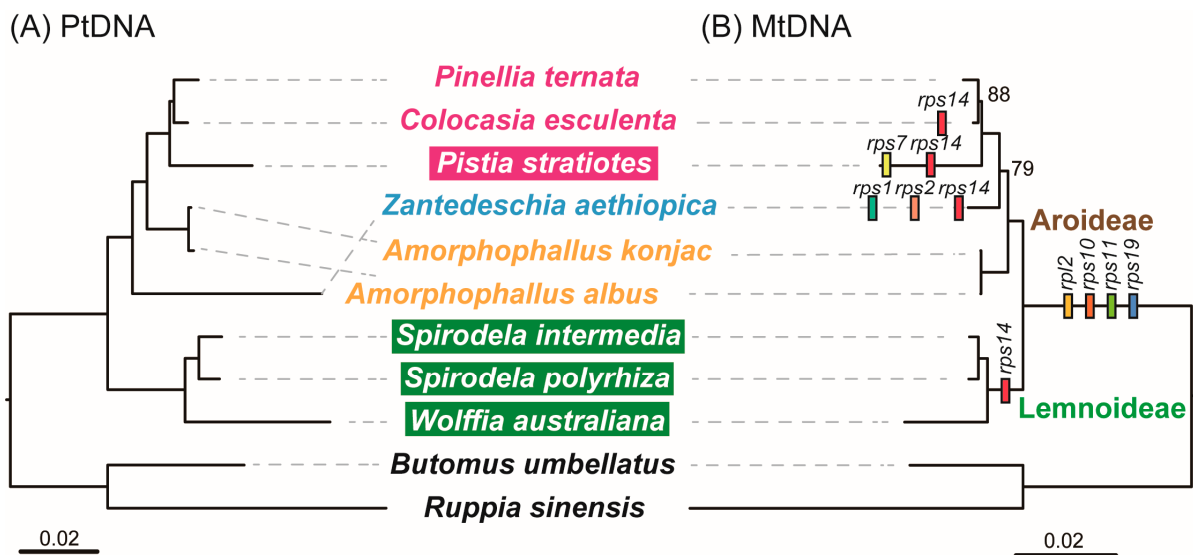 (A) PtDNA
(B) MtDNA
Pinellia ternata
88
rps14
Colocasia esculenta
rps7 rps14
Pistia stratiotes
79
rps1 rps2 rps14
Zantedeschia aethiopica
Aroideae
Amorphophallus konjac
rpl2
rps10
rps11
rps19
Amorphophallus albus
Spirodela intermedia
rps14
Spirodela polyrhiza
Lemnoideae
Wolffia australiana
Butomus umbellatus
Ruppia sinensis
0.02
0.02